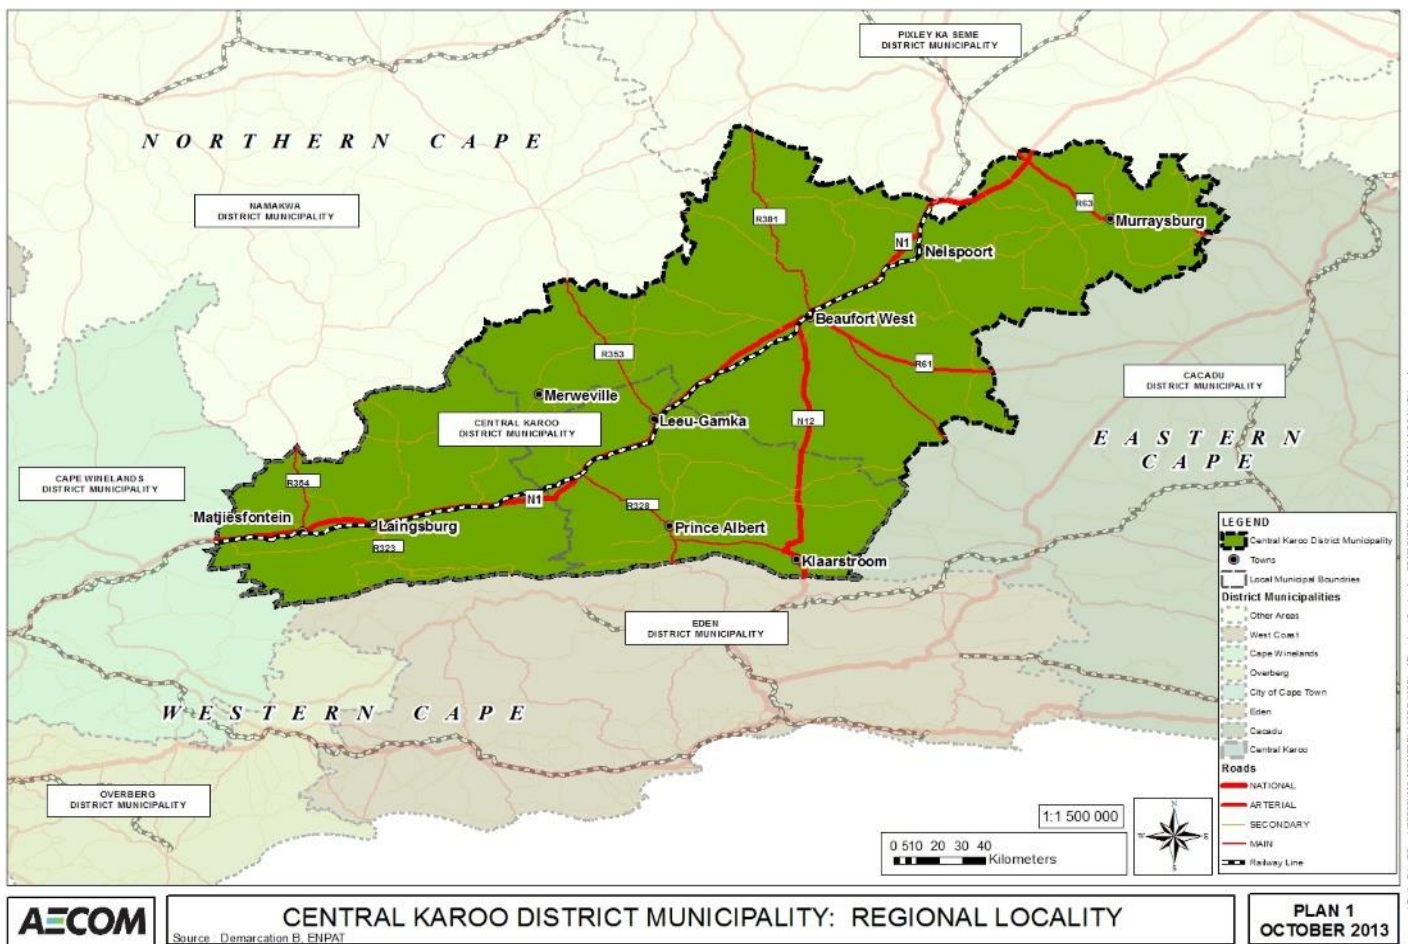 PIXLEY KA SEME
DISTRICT MUNICIPALITY
NORTHERN CAPE
NAMAKWA
DISTRICT MUNICIPALITY
R381
R63
Murraysburg
N1
Nelspoort
Beaufort West
R353
R61
CACADU
DISTRICT MUNICIPALITY
Merweville
CENTRAL KAROO
DISTRICT MUNICIPALITY
Leeu-Gamka
N12
EASTERN
CAPE
CAPE WINELANDS
DISTRICT MUNICIPALITY
R354
N1
R328
Matjiesfontein
Laingsburg
Prince Albert
R323
Klaarstroom
EDEN
DISTRICT MUNICIPALITY
WESTERN CAPE
OVERBERG
DISTRICT MUNICIPALITY
LEGEND
Central Karoo District Municipality
Towns
Local Municipal Boundries
District Municipalities
Other Areas
West Coast
Cape Winelands
Overberg
City of Cape Town
Eden
Cacadu
Central Karoo
Roads
NATIONAL
ARTERIAL
SECONDARY
MAIN
Railway Line
1:1 500 000
N
W
E
S
0 5 10 20 30 40
Kilometers
AECOM
CENTRAL KAROO DISTRICT MUNICIPALITY: REGIONAL LOCALITY
Source : Demarcation B, ENPAT
PLAN 1
OCTOBER 2013